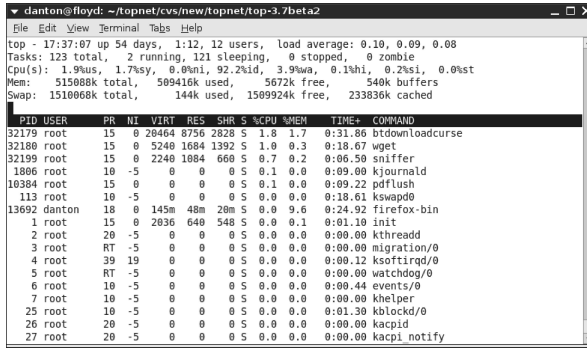 danton@floyd: ~/topnet/cvs/new/topnet/top-3.7beta2
File Edit View Terminal Tabs Help
top - 17:37:07 up 54 days, 1:12, 12 users, load average: 0.10, 0.09, 0.08
Tasks: 123 total, 2 running, 121 sleeping, 0 stopped, 0 zombie
Cpu(s): 1.9%us, 1.7%sy, 0.0%ni, 92.2%id, 3.9%wa, 0.1%hi, 0.2%si, 0.0%st
Mem: 515088k total, 509416k used, 5672k free, 540k buffers
Swap: 1510068k total, 144k used, 1509924k free, 233836k cached
PID USER PR NI VIRT RES SHR S %CPU %MEM TIME+ COMMAND
32179 root 15 0 20464 8756 2828 S 1.8 1.7 0:31.86 btdownloadcurse
32180 root 15 0 5240 1684 1392 S 1.0 0.3 0:18.67 wget
32199 root 15 0 2240 1084 660 S 0.7 0.2 0:06.50 sniffer
1806 root 10 -5 0 0 0 S 0.1 0.0 0:09.00 kjournald
10384 root 15 0 0 0 0 S 0.1 0.0 0:09.22 pdflush
113 root 10 -5 0 0 0 S 0.0 0.0 0:18.61 kswapd0
13692 danton 18 0 145m 48m 20m S 0.0 9.6 0:24.92 firefox-bin
1 root 15 0 2036 640 548 S 0.0 0.1 0:01.10 init
2 root 20 -5 0 0 0 S 0.0 0.0 0:00.00 kthreadd
3 root RT -5 0 0 0 S 0.0 0.0 0:00.00 migration/0
4 root 39 19 0 0 0 S 0.0 0.0 0:00.12 ksoftirqd/0
5 root RT -5 0 0 0 S 0.0 0.0 0:00.00 watchdog/0
6 root 10 -5 0 0 0 S 0.0 0.0 0:00.44 events/0
7 root 10 -5 0 0 0 S 0.0 0.0 0:00.00 khelper
25 root 10 -5 0 0 0 S 0.0 0.0 0:01.30 kblockd/0
26 root 20 -5 0 0 0 S 0.0 0.0 0:00.00 kacpid
27 root 20 -5 0 0 0 S 0.0 0.0 0:00.00 kacpi_notify